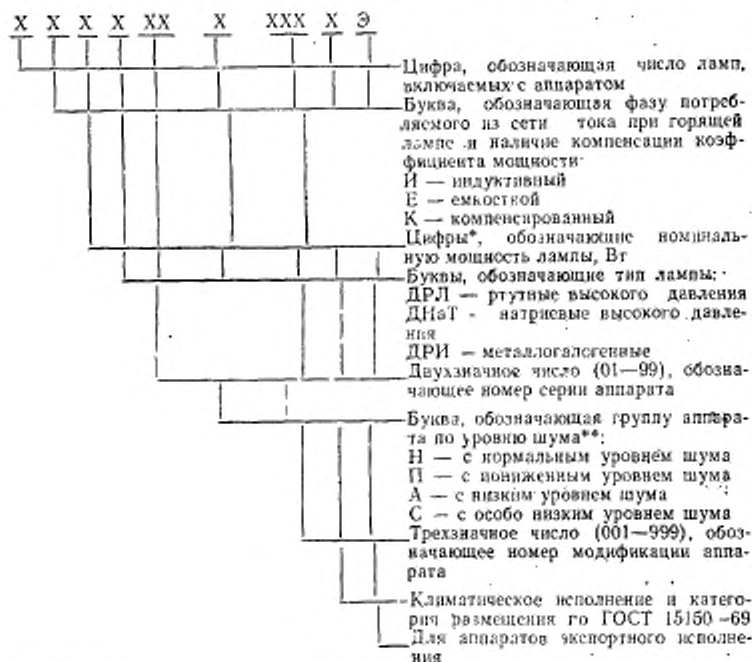 Х Х Х Х ХХ Х ХХХ Х Э
Цифра, обозначающая число ламп,
включаемых с аппаратом
Буква, обозначающая фазу потреб-
ляемого из сети тока при горящей
лампе и наличие компенсации коэф-
фициента мощности
И — индуктивный
Е — емкостной
К — компенсированный
Цифры*, обозначающие номиналь-
ную мощность лампы, Вт
Буквы, обозначающие тип лампы:
ДРЛ — ртутные высокого давления
ДНаТ - натриевые высокого давле-
ния
ДРИ — металлогалогенные
Двухзначное число (01—99), обозна-
чающее номер серии аппарата
Буква, обозначающая группу аппара-
та по уровню шума**:
Н — с нормальным уровнем шума
П — с пониженным уровнем шума
А — с низким уровнем шума
С — с особо низким уровнем шума
Трехзначное число (001—999), обоз-
начающее номер модификации аппа-
рата
Климатическое исполнение и катего-
рия размещения го ГОСТ 15150-69
Для аппаратов экспортного исполне-
ния